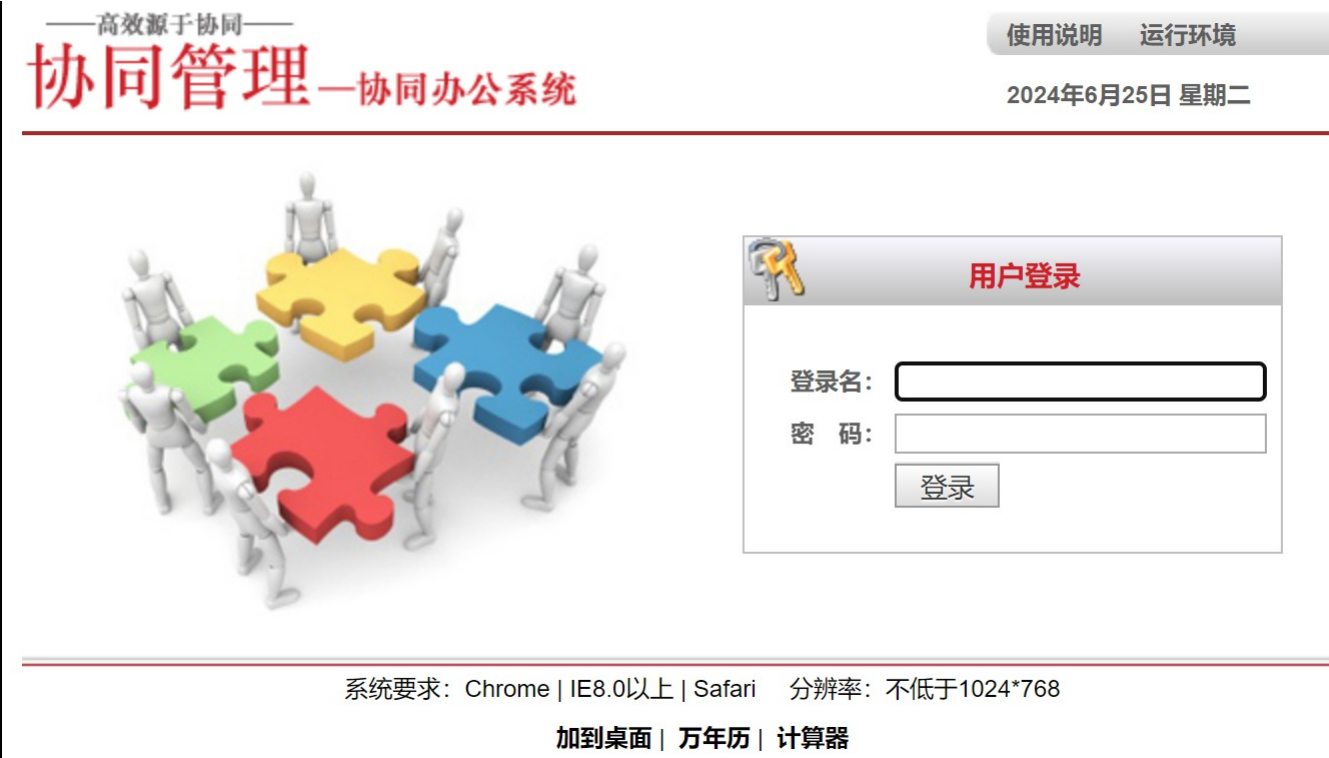 ——高效源于协同——
协同管理—协同办公系统
使用说明 运行环境
2024年6月25日 星期二
用户登录
登录名：
密 码：
登录
系统要求：Chrome | IE8.0以上 | Safari 分辨率：不低于1024*768
加到桌面 | 万年历 | 计算器